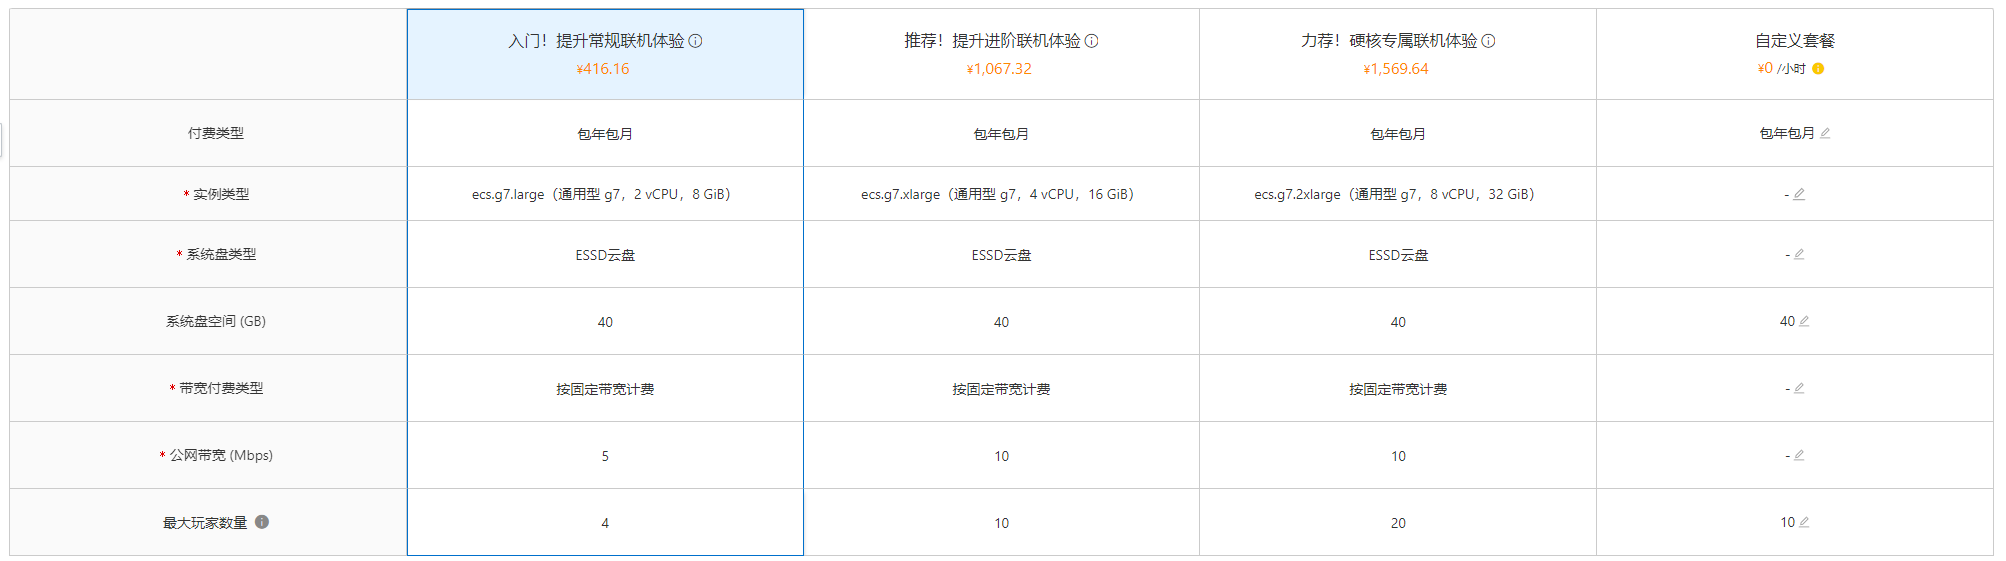 入门！提升常规联机体验
¥416.16
推荐！提升进阶联机体验
¥1,067.32
力荐！硬核专属联机体验
¥1,569.64
自定义套餐
¥0 /小时
付费类型
包年包月
包年包月
包年包月
包年包月
* 实例类型
ecs.g7.large（通用型 g7，2 vCPU，8 GiB）
ecs.g7.xlarge（通用型 g7，4 vCPU，16 GiB）
ecs.g7.2xlarge（通用型 g7，8 vCPU，32 GiB）
-
* 系统盘类型
ESSD云盘
ESSD云盘
ESSD云盘
-
系统盘空间 (GB)
40
40
40
40
* 带宽付费类型
按固定带宽计费
按固定带宽计费
按固定带宽计费
-
* 公网带宽 (Mbps)
5
10
10
-
最大玩家数量
4
10
20
10